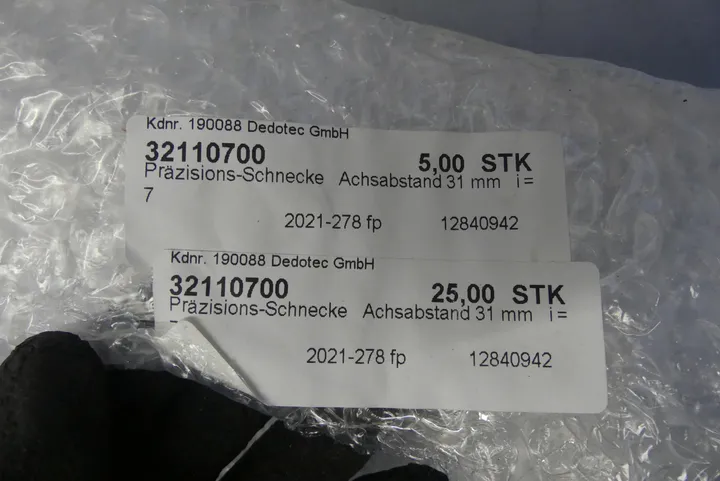 Kdnr. 190088 Dedotec GmbH
32110700 5,00 STK
Präzisions-Schnecke Achsabstand 31 mm i =
7
2021-278 fp 12840942
Kdnr. 190088 Dedotec GmbH
32110700 25,00 STK
Präzisions-Schnecke Achsabstand 31 mm i =
2021-278 fp 12840942